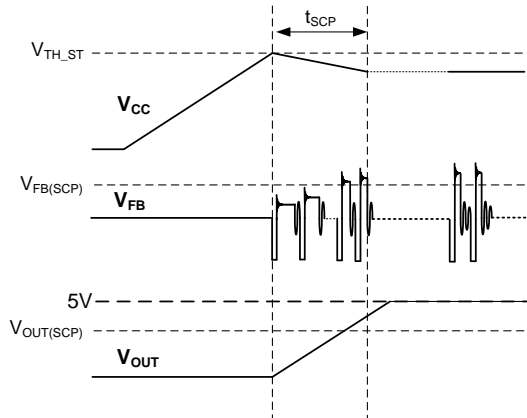 tSCP
VTH_ST
VCC
VFB(SCP)
VFB
5V
VOUT(SCP)
VOUT